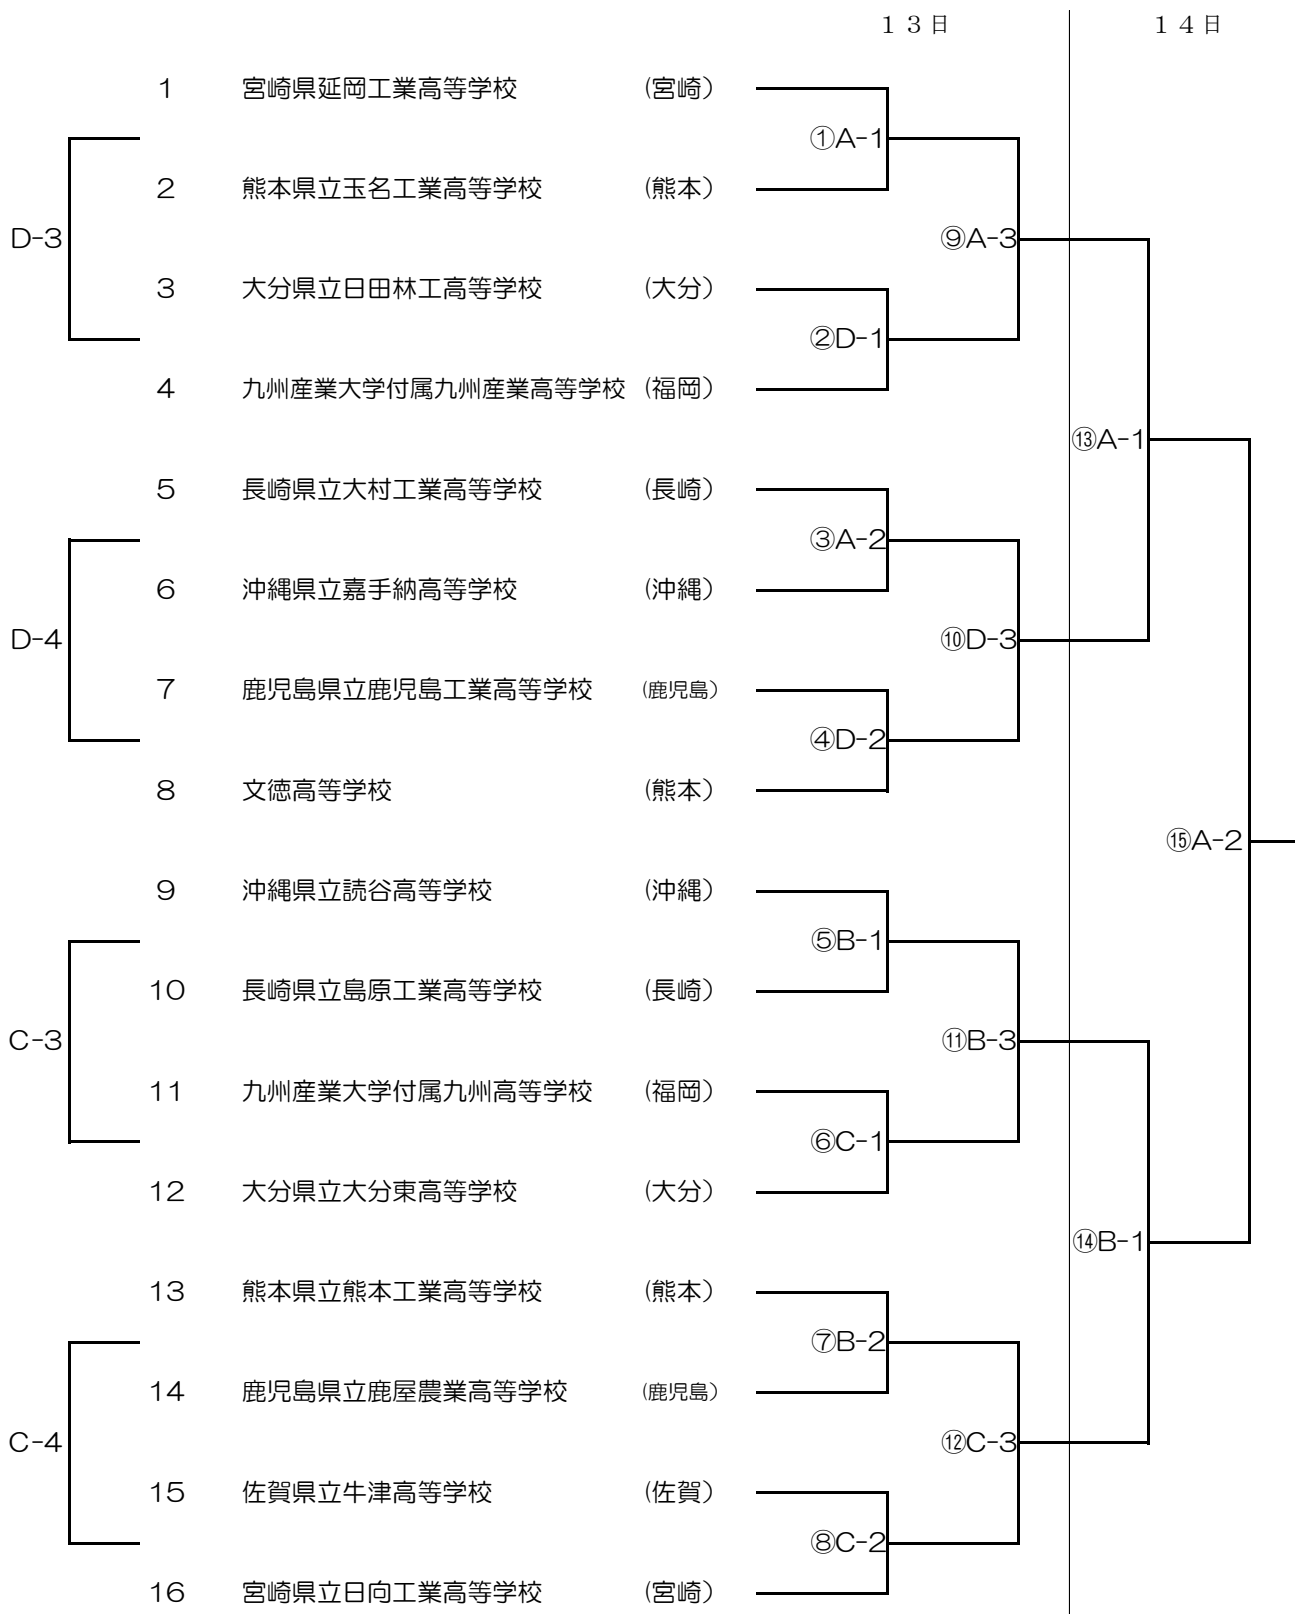 １３日 １４日
1 宮崎県延岡工業高等学校 (宮崎)
①A-1
2 熊本県立玉名工業高等学校 (熊本)
D-3 ⑨A-3
3 大分県立日田林工高等学校 (大分)
②D-1
4 九州産業大学付属九州産業高等学校 (福岡)
⑬A-1
5 長崎県立大村工業高等学校 (長崎)
③A-2
6 沖縄県立嘉手納高等学校 (沖縄)
D-4 ⑩D-3
7 鹿児島県立鹿児島工業高等学校 (鹿児島)
④D-2
8 文徳高等学校 (熊本)
⑮A-2
9 沖縄県立読谷高等学校 (沖縄)
⑤B-1
10 長崎県立島原工業高等学校 (長崎)
C-3 ⑪B-3
11 九州産業大学付属九州高等学校 (福岡)
⑥C-1
12 大分県立大分東高等学校 (大分)
⑭B-1
13 熊本県立熊本工業高等学校 (熊本)
⑦B-2
14 鹿児島県立鹿屋農業高等学校 (鹿児島)
C-4 ⑫C-3
15 佐賀県立牛津高等学校 (佐賀)
⑧C-2
16 宮崎県立日向工業高等学校 (宮崎)